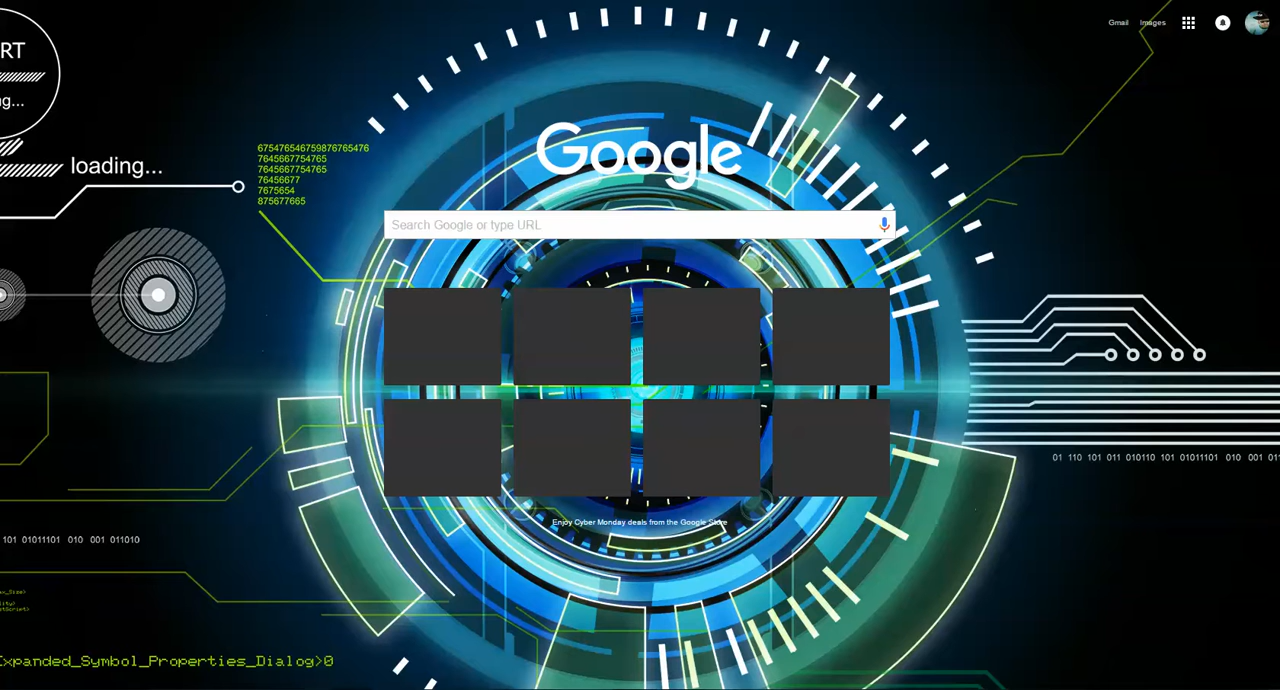 Gmail Images
RT
g...
loading...
675476546759876765476
7645667754765
7645667754765
76456677
7675654
875677665
Google
Search Google or type URL
01 110 101 011 010110 101 01011101 010 001 01
Enjoy Cyber Monday deals from the Google Store
101 01011101 010 001 011010
Expanded_Symbol_Properties_Dialog>0